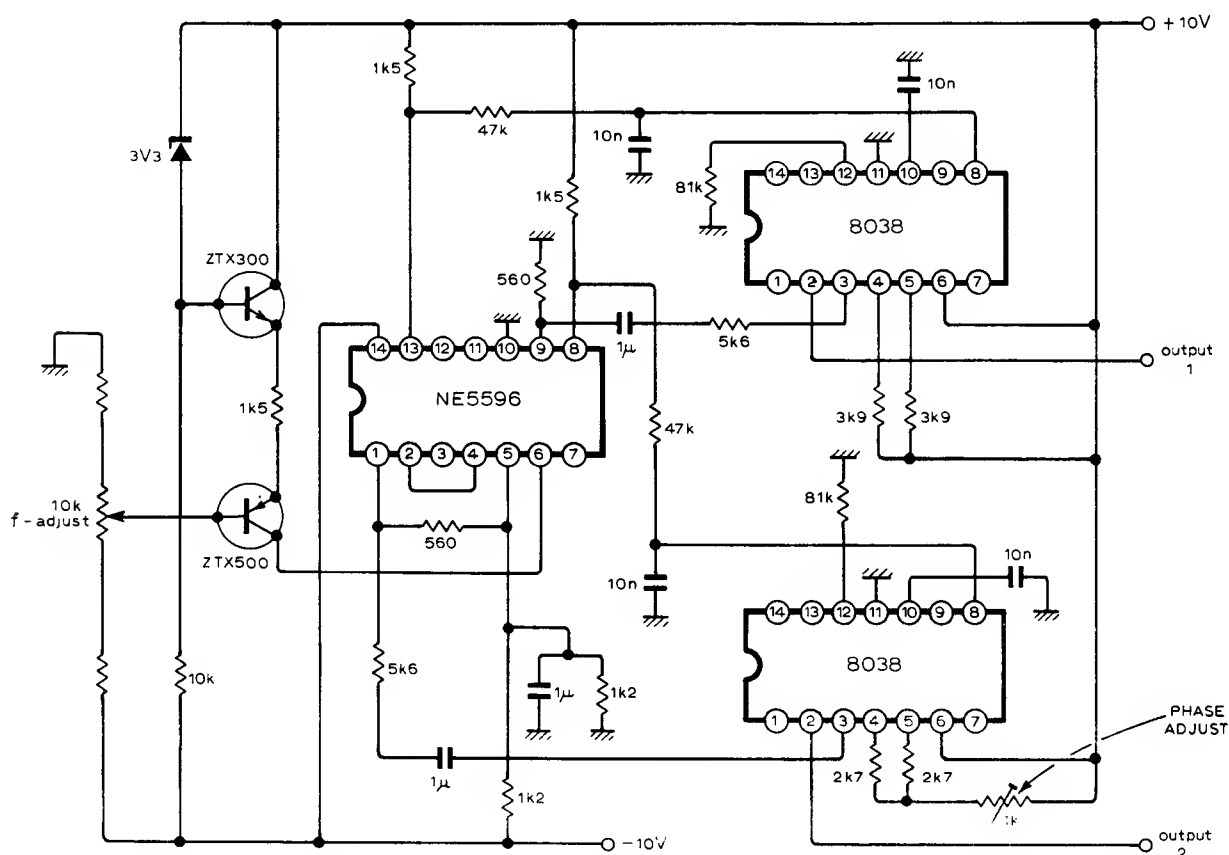 +10V
1k5
10n
47k
10n
3V3
1k5
81k
14 13 12 11 10 9 8
8038
ZTX300
560
1 2 3 4 5 6 7
14 13 12 11 10 9 8
1μ
5k6
output
1
1k5
NE5596
3k9
3k9
47k
1 2 3 4 5 6 7
81k
10k
f-adjust
560
ZTX500
10n
10n
14 13 12 11 10 9 8
5k6
8038
10k
1μ
1k2
1 2 3 4 5 6 7
PHASE
ADJUST
1μ
2k7
2k7
1k2
1k
-10V
output
2